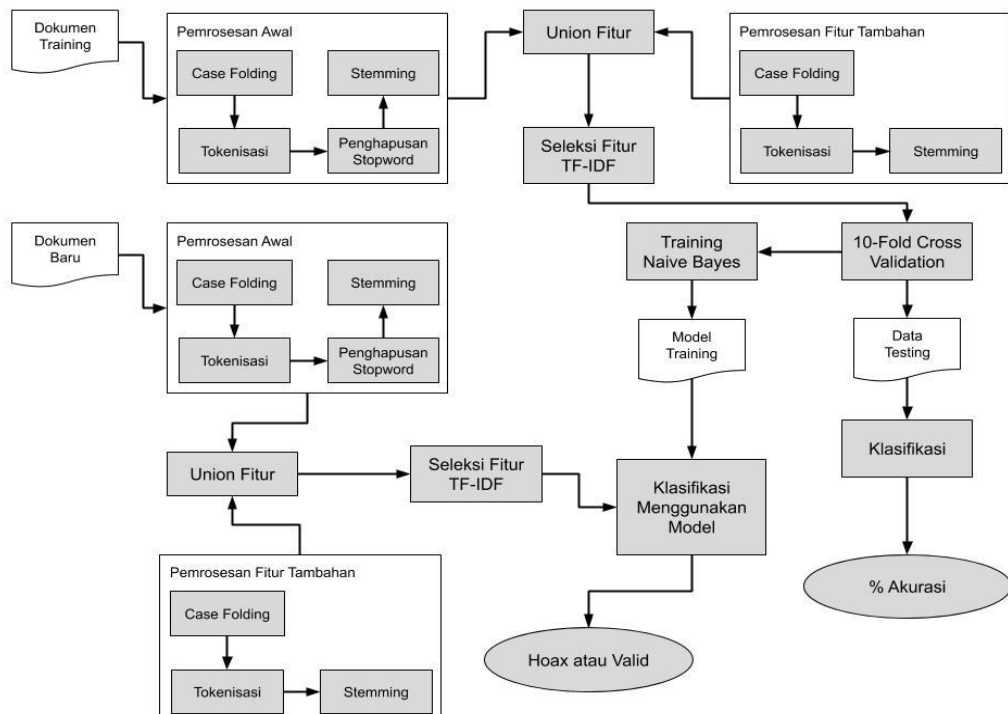 Dokumen
Training
Pemrosesan Awal
Case Folding
Stemming
Tokenisasi
Penghapusan
Stopword
Union Fitur
Seleksi Fitur
TF-IDF
Pemrosesan Fitur Tambahan
Case Folding
Tokenisasi
Stemming
Dokumen
Baru
Pemrosesan Awal
Case Folding
Stemming
Tokenisasi
Penghapusan
Stopword
Training
Naive Bayes
10-Fold Cross
Validation
Model
Training
Data
Testing
Union Fitur
Seleksi Fitur
TF-IDF
Klasifikasi
Menggunakan
Model
Klasifikasi
Pemrosesan Fitur Tambahan
Case Folding
Tokenisasi
Stemming
Hoax atau Valid
% Akurasi